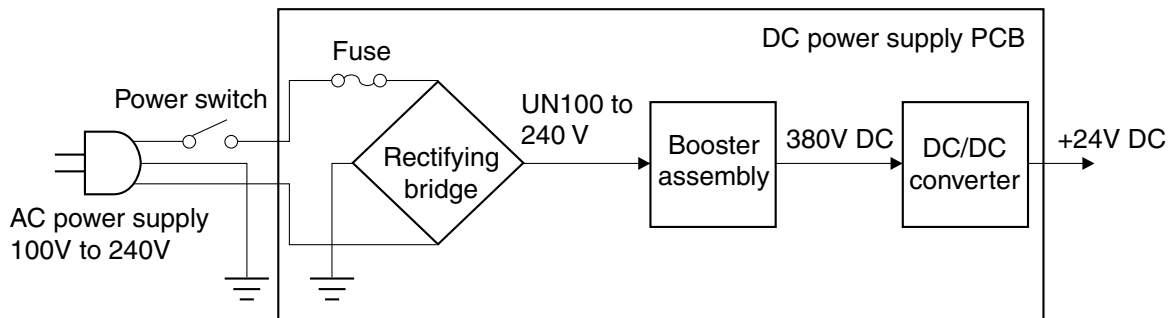 DC power supply PCB
Fuse
Power switch
UN100 to
240 V
Rectifying
bridge
Booster
assembly
380V DC
DC/DC
converter
+24V DC
AC power supply
100V to 240V